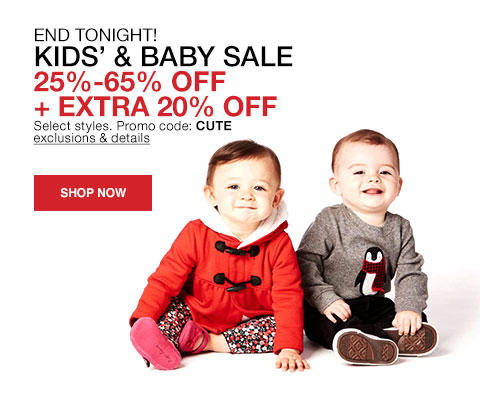 END TONIGHT!
KIDS’ & BABY SALE
25%-65% OFF
+ EXTRA 20% OFF
Select styles. Promo code: CUTE
exclusions & details
SHOP NOW